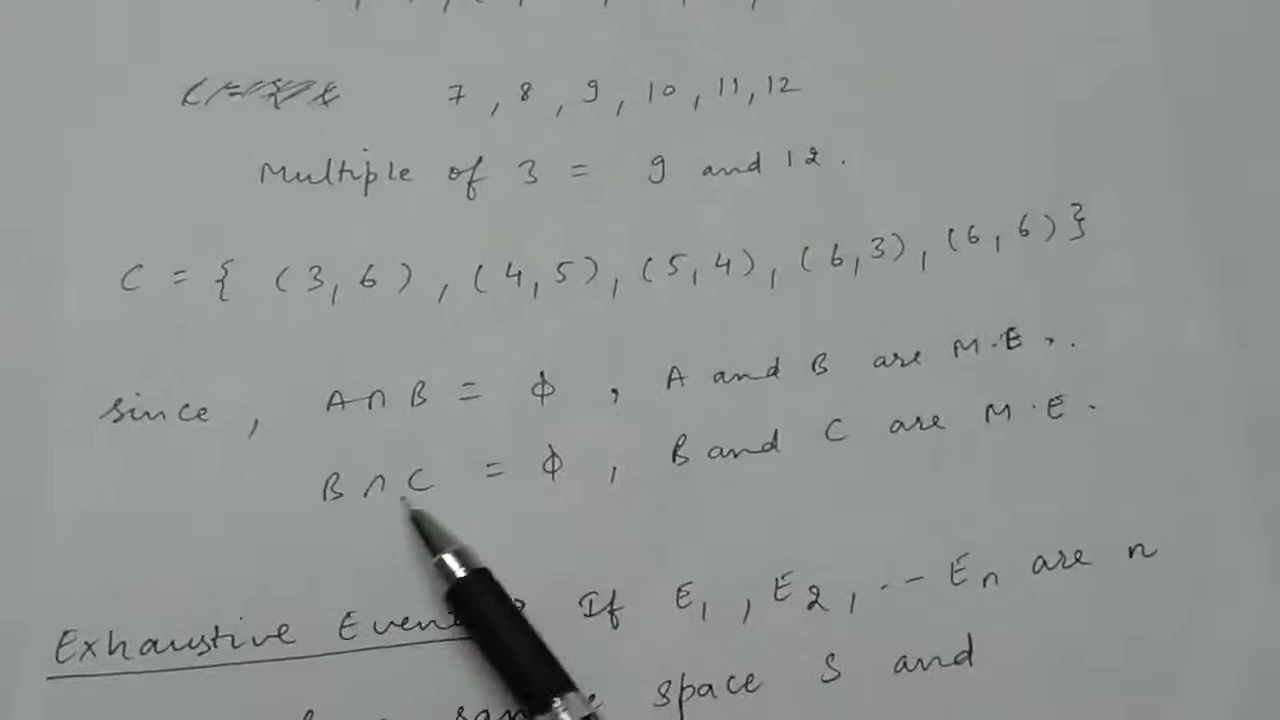 7 , 8 , 9 , 10 , 11 , 12
Multiple of 3 = 9 and 12 .
C = { (3,6) , (4,5) , (5,4) , (6,3) , (6,6) }
since , A∩B = ϕ , A and B are M.E..
B∩C = ϕ , B and C are M.E.
Exhaustive If E1 , E2 , -- En are n
space S and